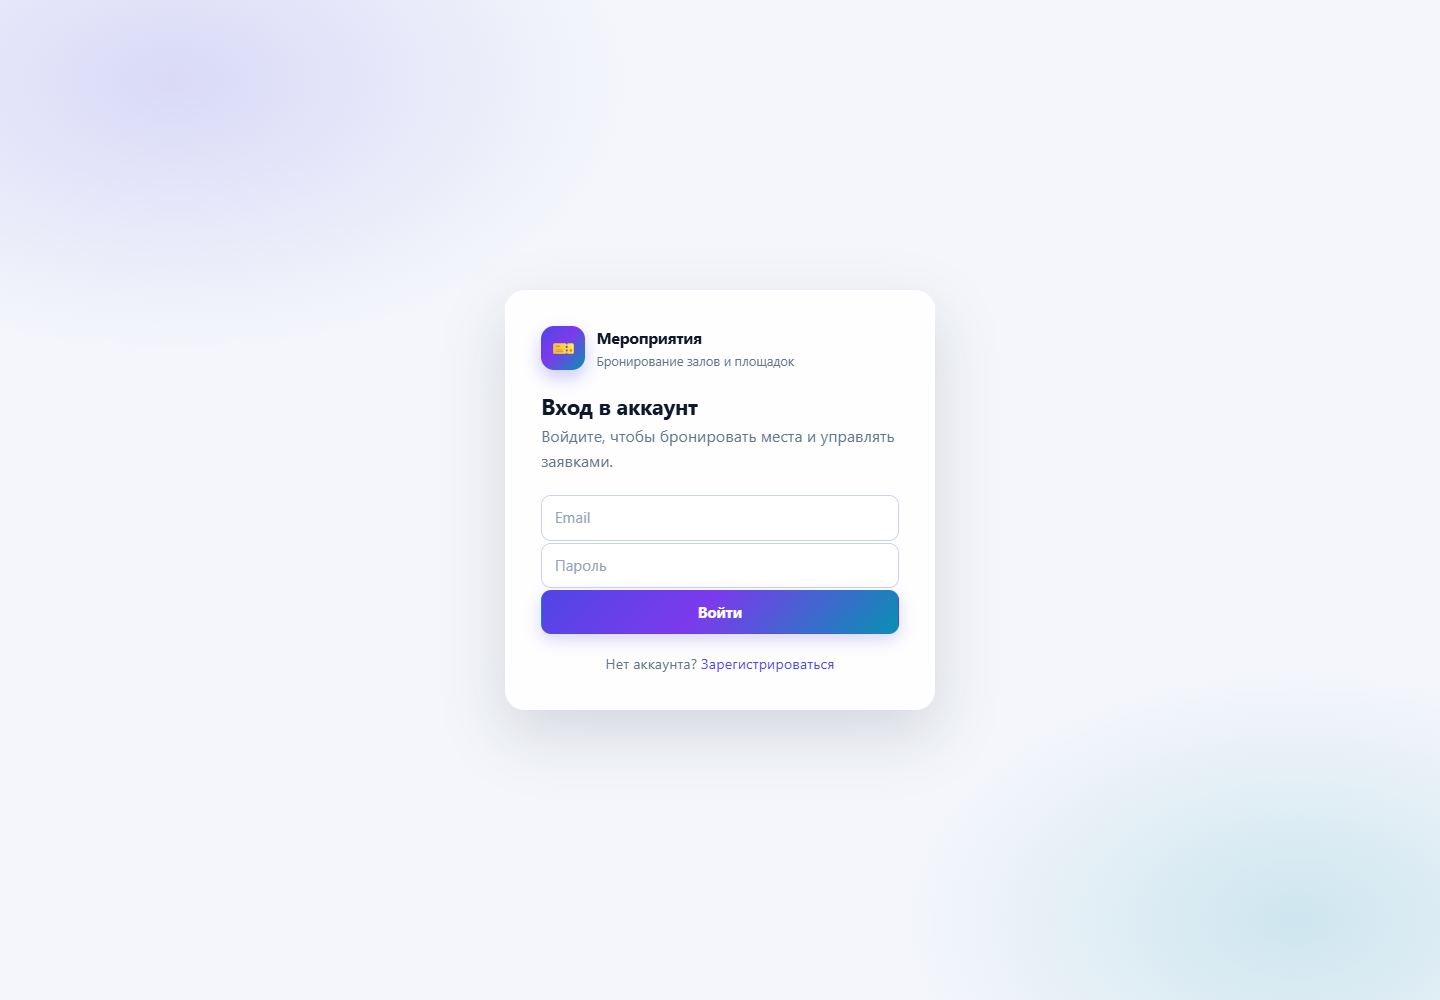 Мероприятия
Бронирование залов и площадок
Вход в аккаунт
Войдите, чтобы бронировать места и управлять
заявками.
Email
Пароль
Войти
Нет аккаунта? Зарегистрироваться